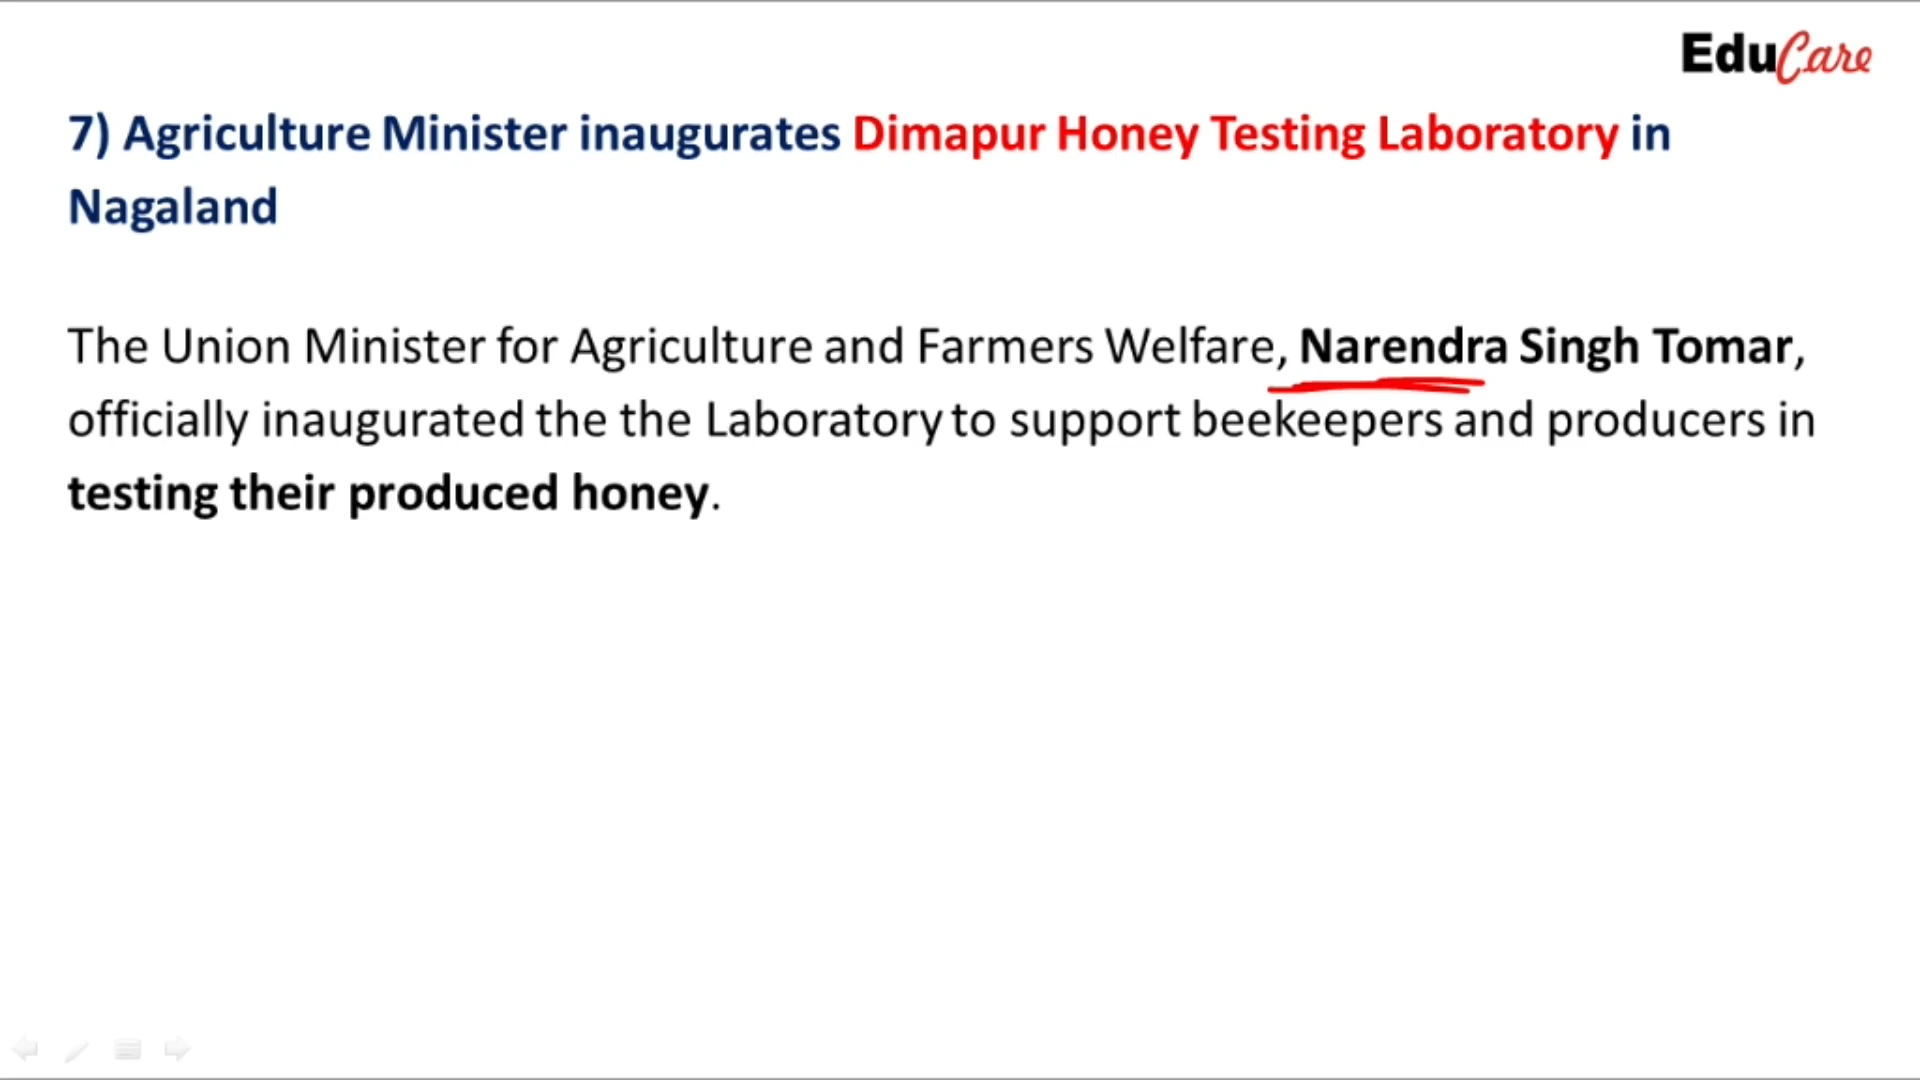 EduCare
7) Agriculture Minister inaugurates Dimapur Honey Testing Laboratory in
Nagaland
The Union Minister for Agriculture and Farmers Welfare, Narendra Singh Tomar,
officially inaugurated the the Laboratory to support beekeepers and producers in
testing their produced honey.